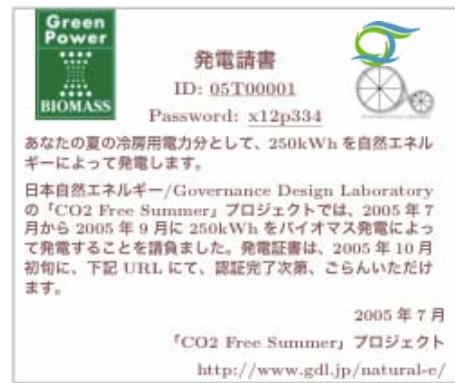 Green
Power
BIOMASS
発電請書
ID: 05T00001
Password: x12p334
あなたの夏の冷房用電力分として、250kWh を自然エネル
ギーによって発電します。
日本自然エネルギー/Governance Design Laboratory
の「CO2 Free Summer」プロジェクトでは、2005 年 7
月から 2005 年 9 月に 250kWh をバイオマス発電によっ
て発電することを請負ました。発電証書は、2005 年 10 月
初旬に、下記 URL にて、認証完了次第、ごらんいただけ
ます。
2005 年 7 月
「CO2 Free Summer」プロジェクト
http://www.gdl.jp/natural-e/